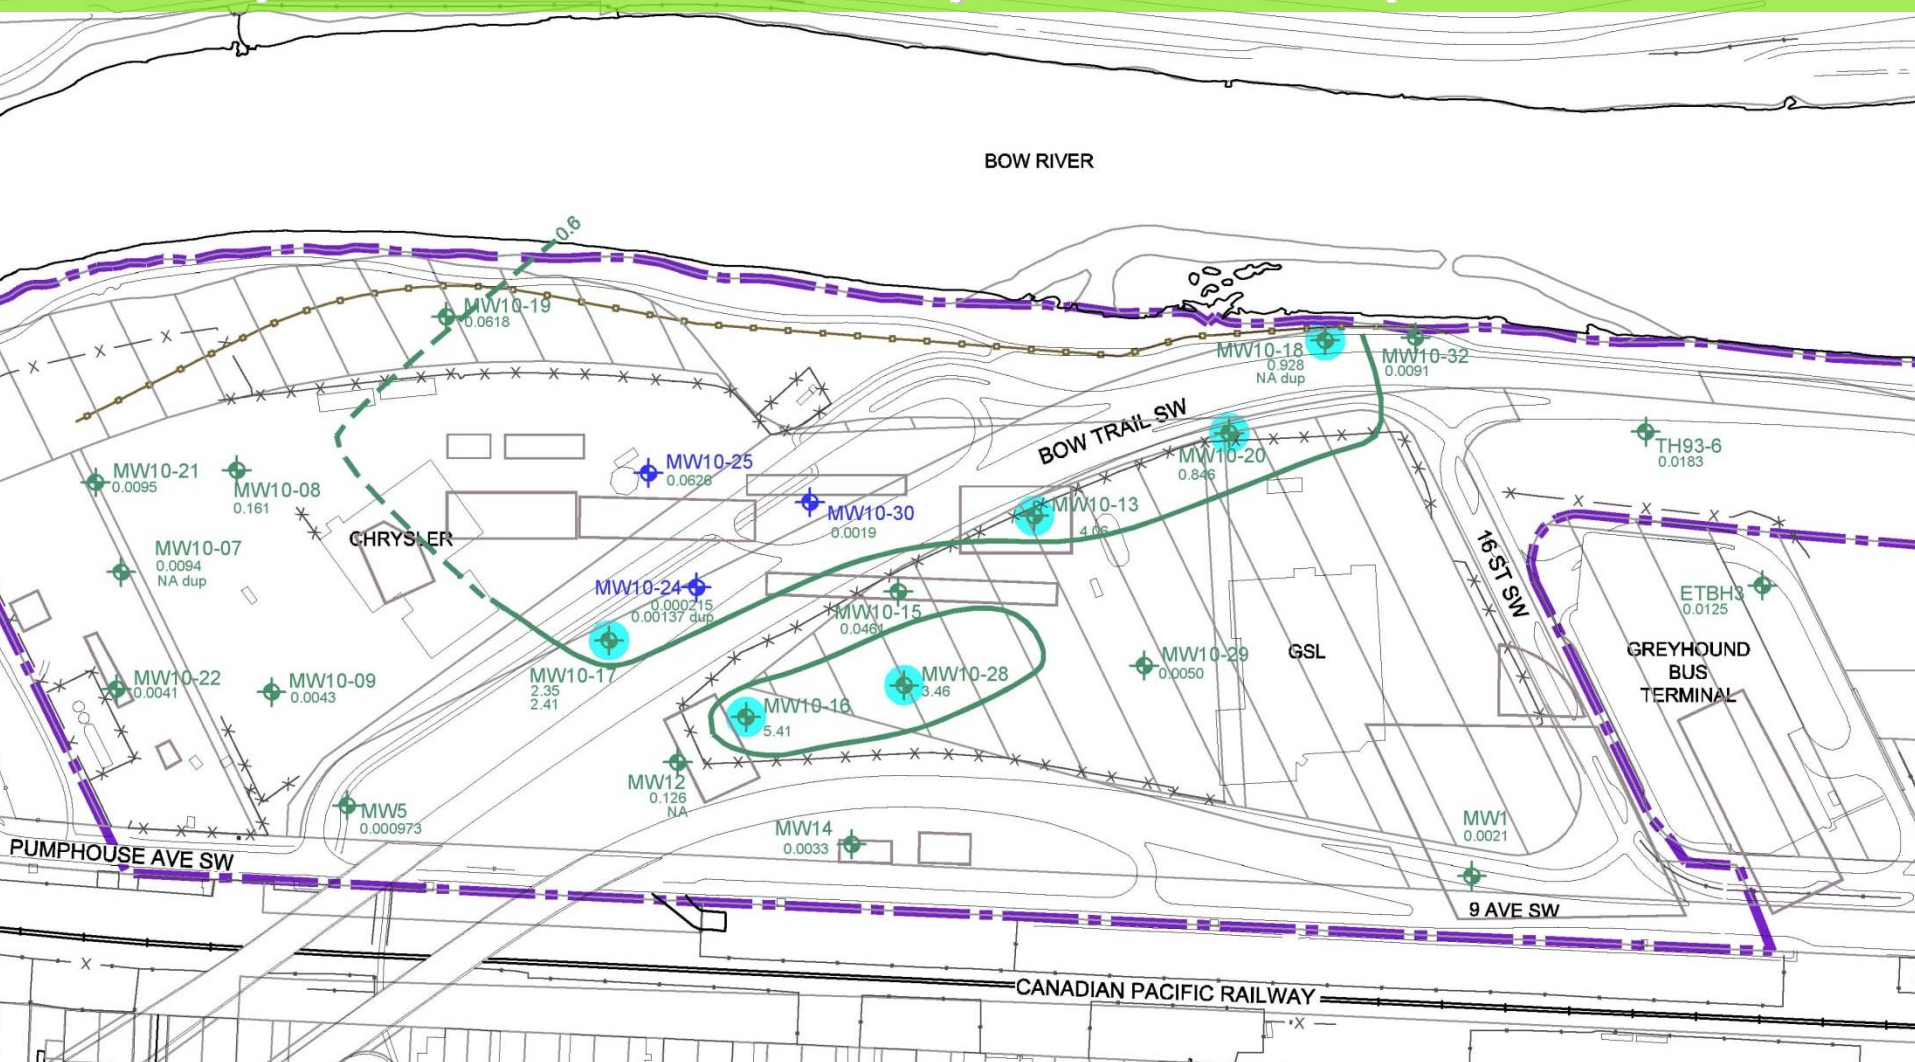 BOW RIVER
0.6
MW10-19
0.0618
MW10-18
0.928
NA dup
MW10-32
0.0091
BOW TRAIL SW
MW10-20
0.846
TH93-6
0.0183
MW10-21
0.0095
MW10-08
0.161
MW10-25
0.0626
MW10-30
0.0019
MW10-13
4.06
CHRYSLER
MW10-07
0.0094
NA dup
MW10-24
0.000215
0.00137 dup
MW10-15
0.0461
16 ST SW
ETBH3
0.0125
MW10-22
0.0041
MW10-09
0.0043
MW10-17
2.35
2.41
MW10-28
3.46
MW10-29
0.0050
GSL
GREYHOUND
BUS
TERMINAL
MW10-16
5.41
MW12
0.126
NA
MW5
0.000973
MW14
0.0033
MW1
0.0021
PUMPHOUSE AVE SW
9 AVE SW
CANADIAN PACIFIC RAILWAY